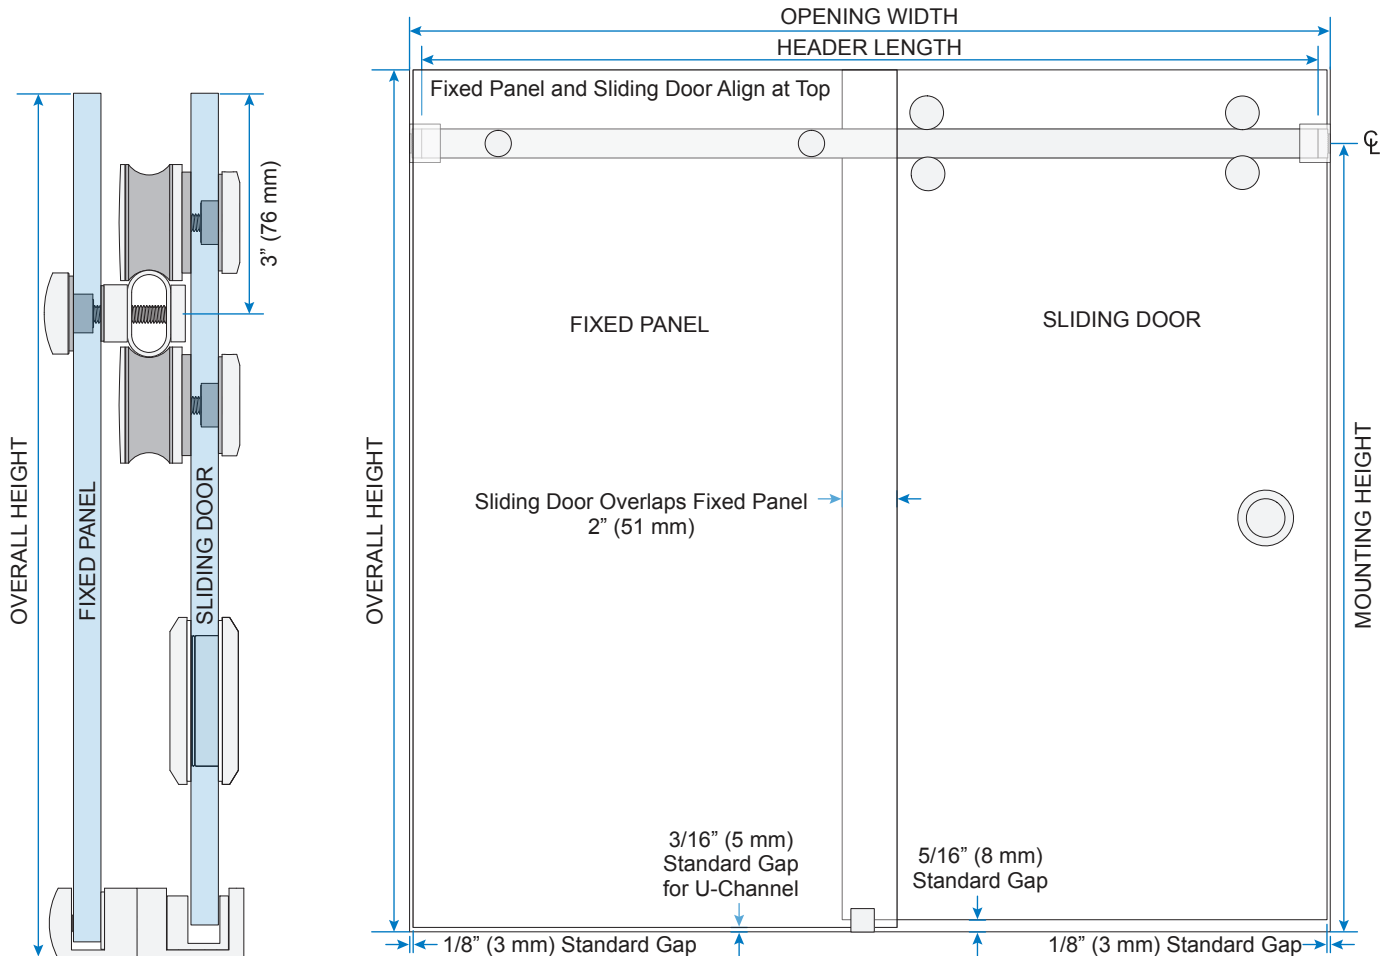 OPENING WIDTH
HEADER LENGTH
Fixed Panel and Sliding Door Align at Top
℄
3” (76 mm)
FIXED PANEL
SLIDING DOOR
OVERALL HEIGHT
FIXED PANEL
SLIDING DOOR
OVERALL HEIGHT
Sliding Door Overlaps Fixed Panel
2” (51 mm)
MOUNTING HEIGHT
3/16” (5 mm)
Standard Gap
for U-Channel
5/16” (8 mm)
Standard Gap
1/8” (3 mm) Standard Gap
1/8” (3 mm) Standard Gap